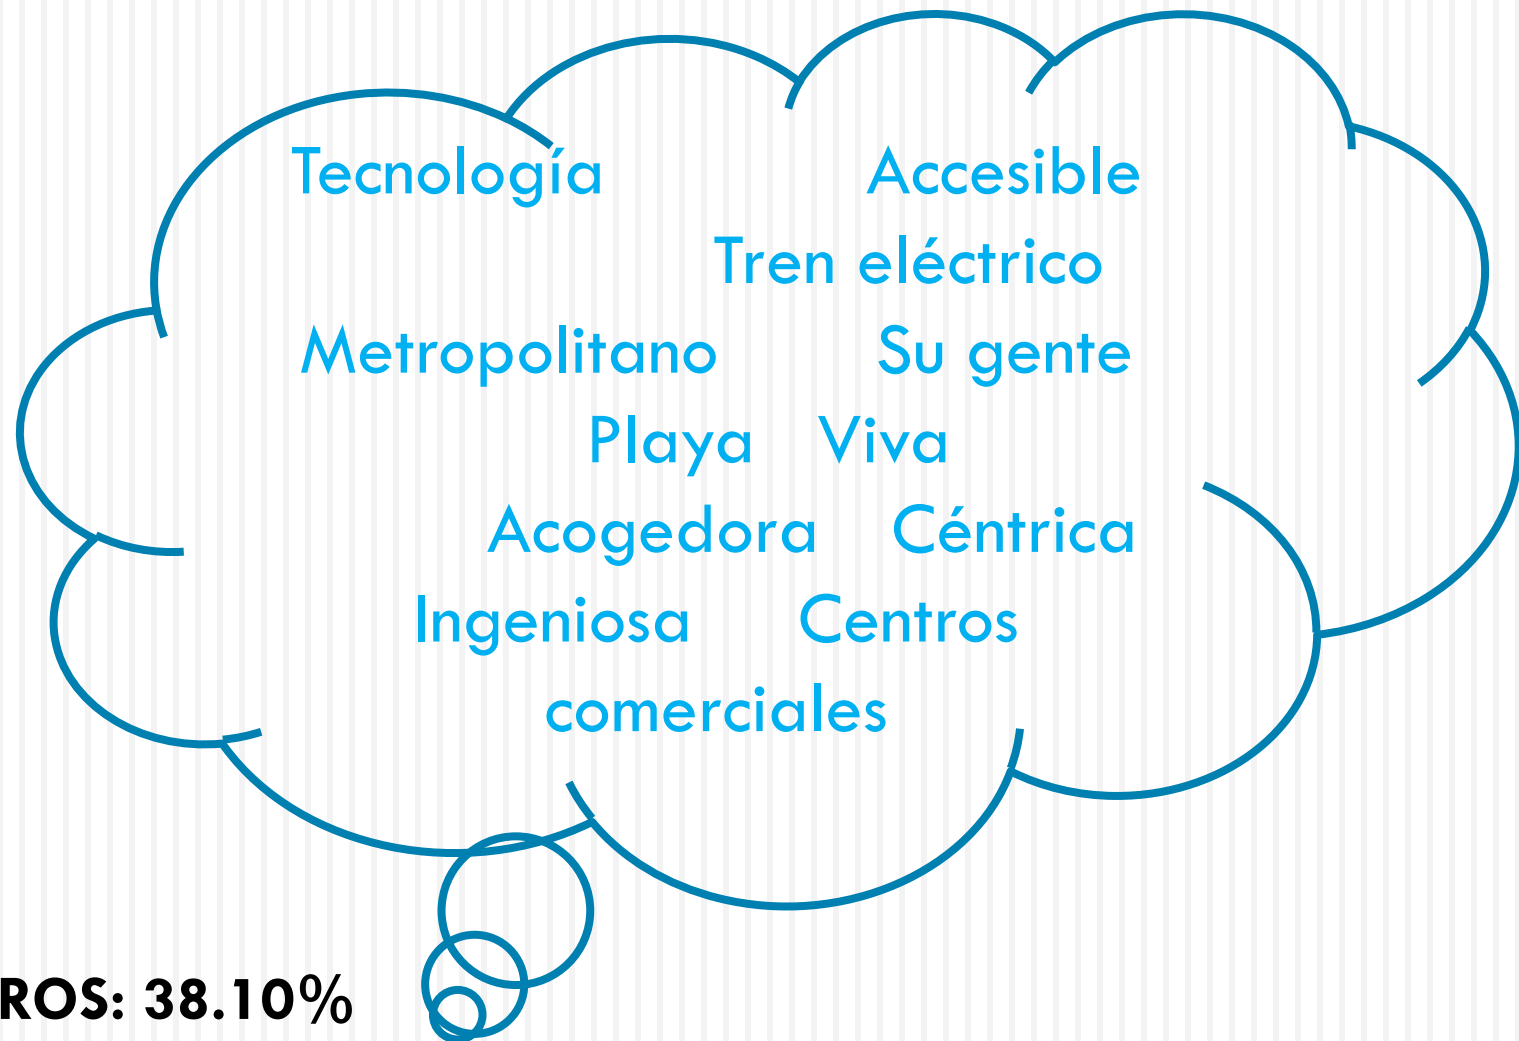 Tecnología Accesible
Tren eléctrico
Metropolitano Su gente
Playa Viva
Acogedora Céntrica
Ingeniosa Centros
comerciales
ROS: 38.10%